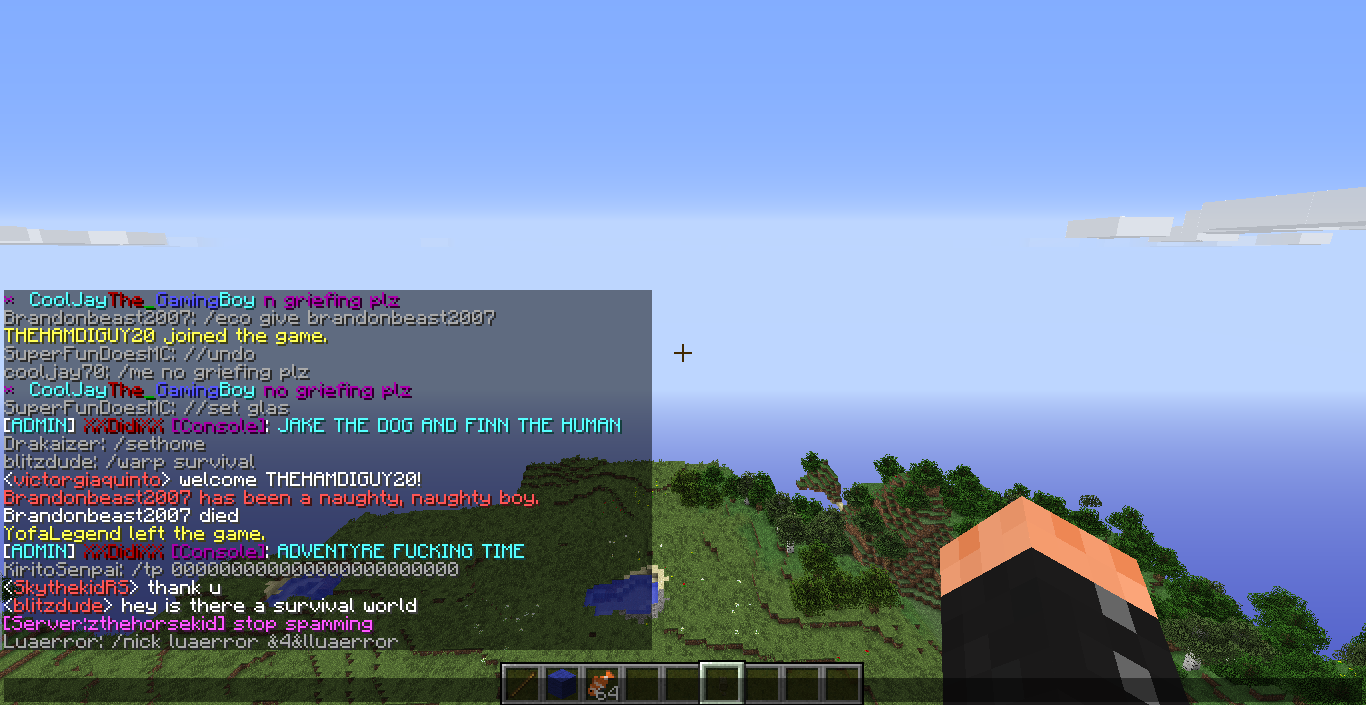 * CoolJayThe_GamingBoy n griefing plz
Brandonbeast2007: /eco give brandonbeast2007
THEHAMDIGUY20 joined the game.
SuperFunDoesMC: //undo
cooljay70: /me no griefing plz
* CoolJayThe_GamingBoy no griefing plz
SuperFunDoesMC: //set glas
[ADMIN] XXDidiXX [Console]: JAKE THE DOG AND FINN THE HUMAN
Drakaizer: /sethome
blitzdude: /warp survival
<victorgiaquinto> welcome THEHAMDIGUY20!
Brandonbeast2007 has been a naughty, naughty boy.
Brandonbeast2007 died
YofaLegend left the game.
[ADMIN] XXDidiXX [Console]: ADVENTYRE FUCKING TIME
KiritoSenpai: /tp 000000000000000000000000
<SkythekidRS> thank u
<blitzdude> hey is there a survival world
[Server:zthehorsekid] stop spamming
Luaerror: /nick luaerror &4&lluaerror
64